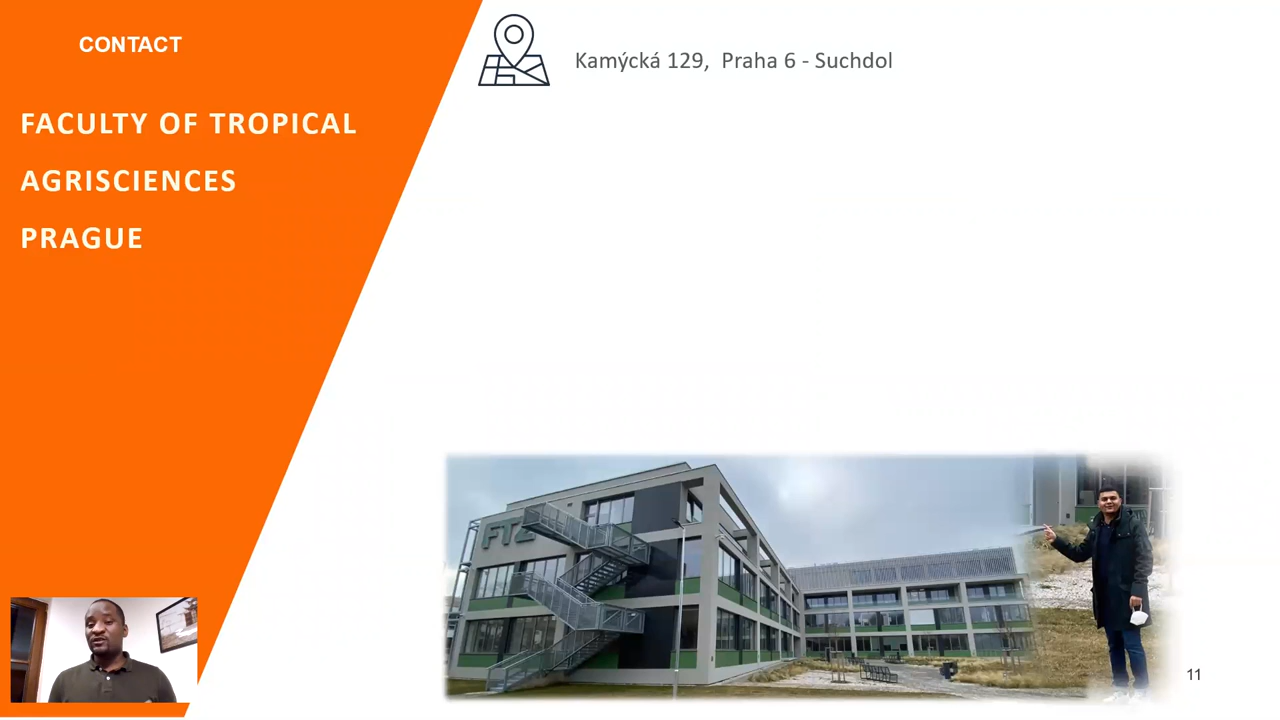 CONTACT
FACULTY OF TROPICAL
AGRISCIENCES
PRAGUE
Kamýcká 129, Praha 6 - Suchdol
FTZ
11